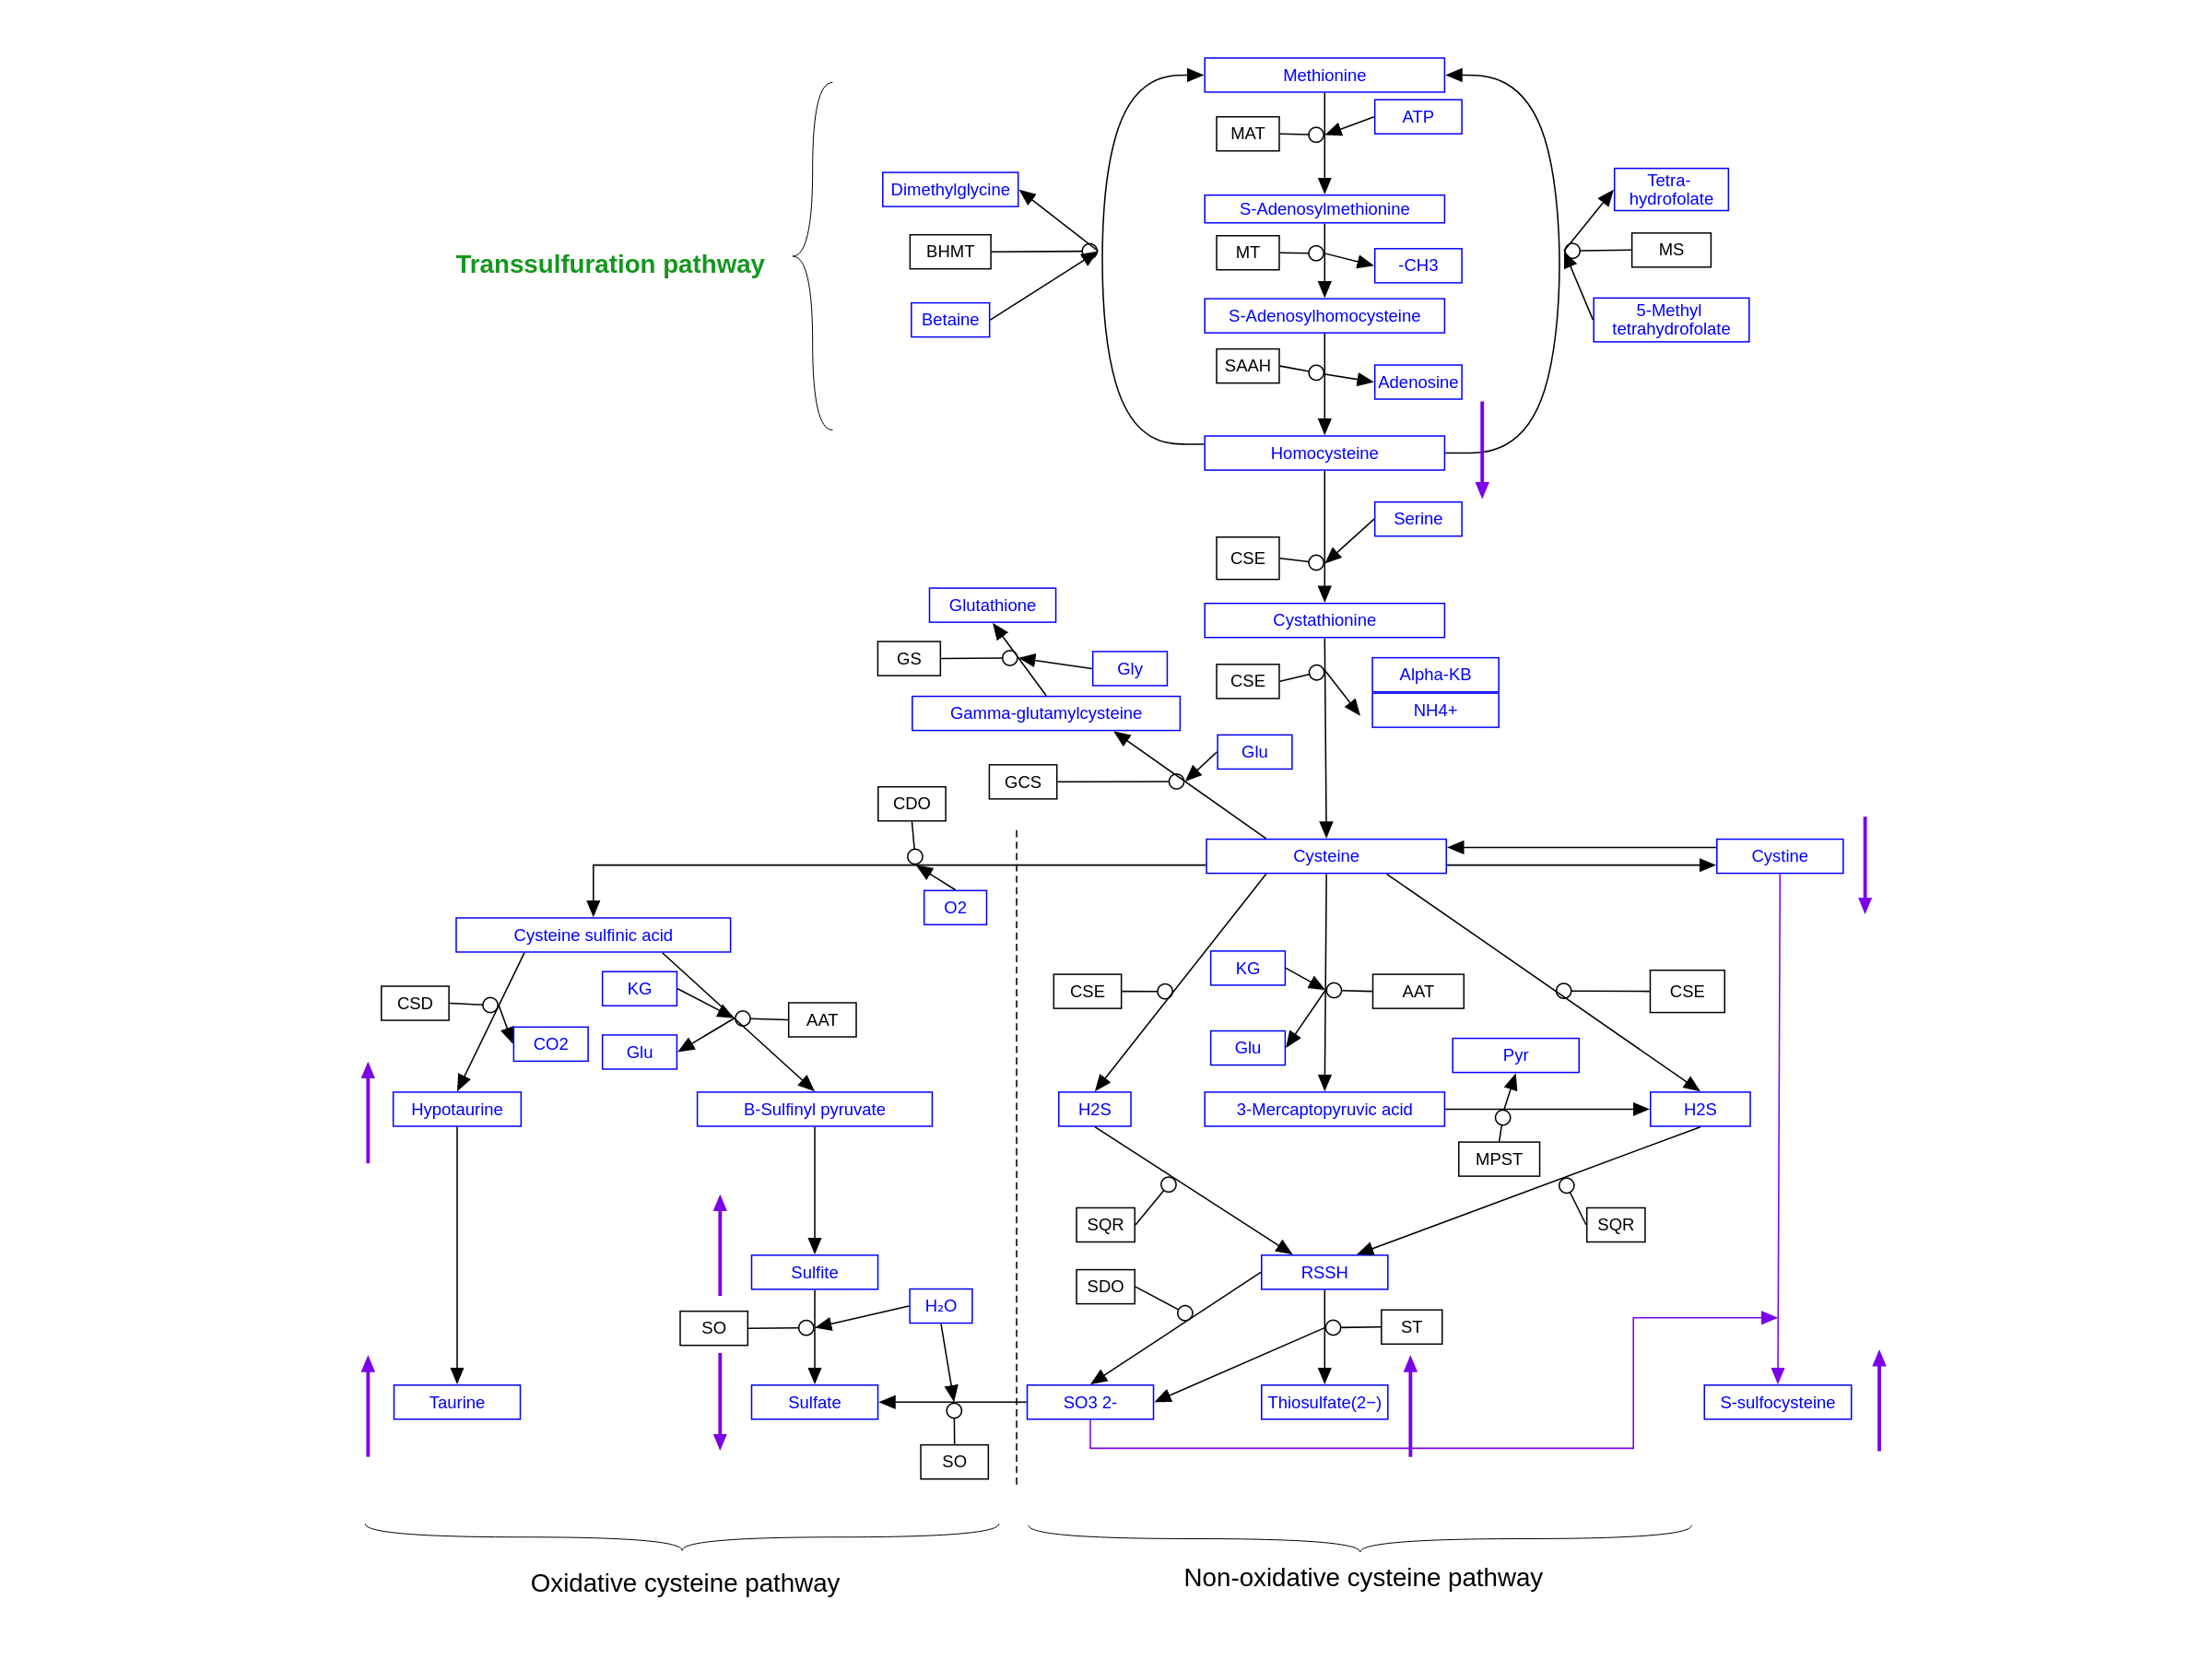 Methionine
ATP
MAT
Dimethylglycine
Tetra-
hydrofolate
S-Adenosylmethionine
BHMT
MT
-CH3
MS
Transsulfuration pathway
Betaine
S-Adenosylhomocysteine
5-Methyl
tetrahydrofolate
SAAH
Adenosine
Homocysteine
Serine
CSE
Glutathione
Cystathionine
GS
Gly
CSE
Alpha-KB
NH4+
Gamma-glutamylcysteine
Glu
GCS
CDO
Cysteine
Cystine
O2
Cysteine sulfinic acid
KG
CSD
AAT
CO2
Glu
KG
CSE
AAT
CSE
Glu
Pyr
Hypotaurine
B-Sulfinyl pyruvate
H2S
3-Mercaptopyruvic acid
H2S
MPST
SQR
SQR
Sulfite
RSSH
SDO
H₂O
SO
ST
Taurine
Sulfate
SO3 2-
Thiosulfate(2−)
S-sulfocysteine
SO
Oxidative cysteine pathway
Non-oxidative cysteine pathway